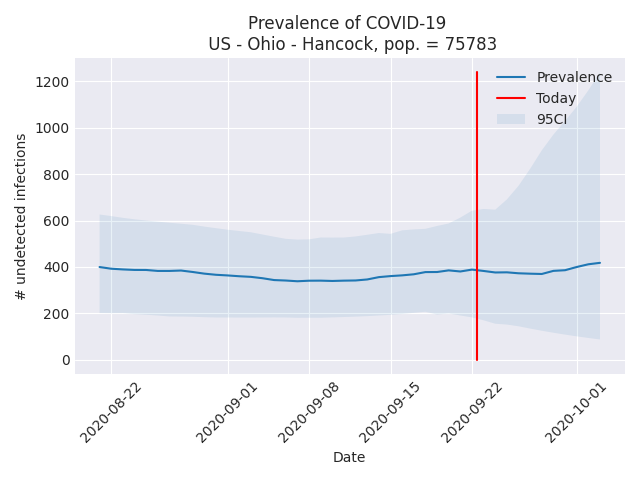 Prevalence of COVID-19
US - Ohio - Hancock, pop. = 75783
Prevalence
Today
95CI
1200
1000
800
600
400
200
0
# undetected infections
2020-08-22
2020-09-01
2020-09-08
2020-09-15
2020-09-22
2020-10-01
Date